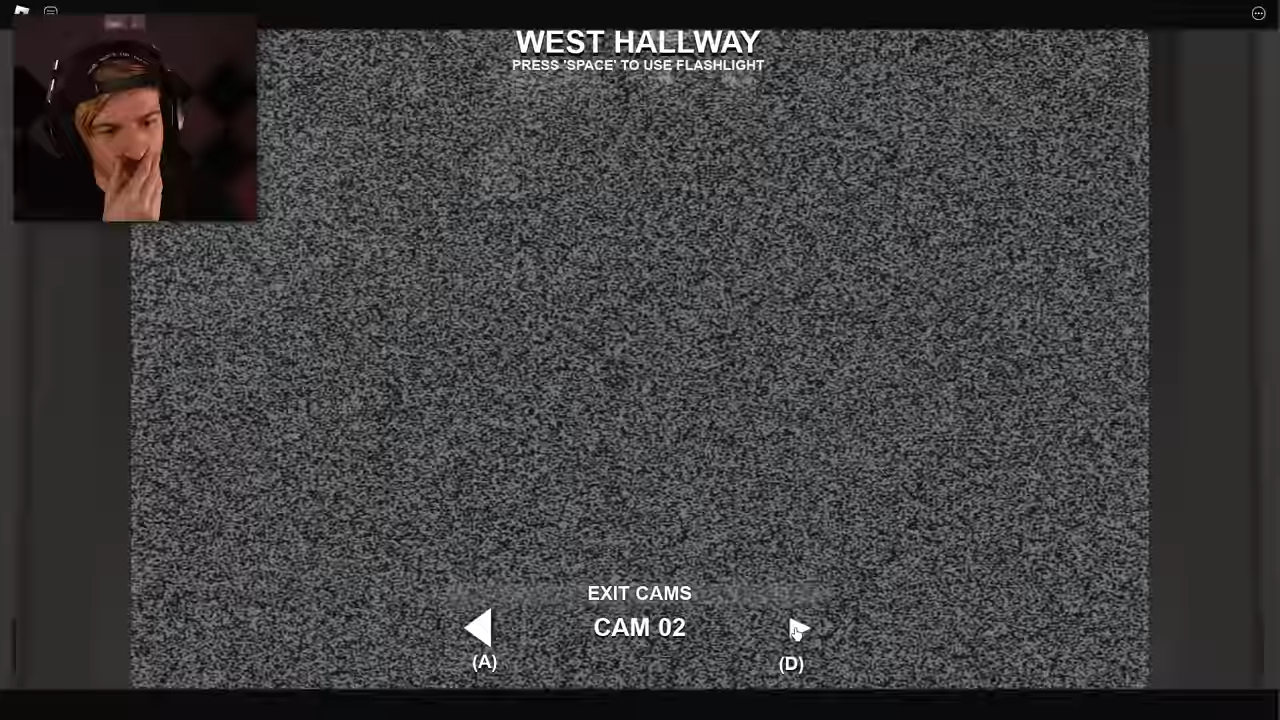 WEST HALLWAY
PRESS 'SPACE' TO USE FLASHLIGHT
EXIT CAMS
CAM 02
(A)
(D)